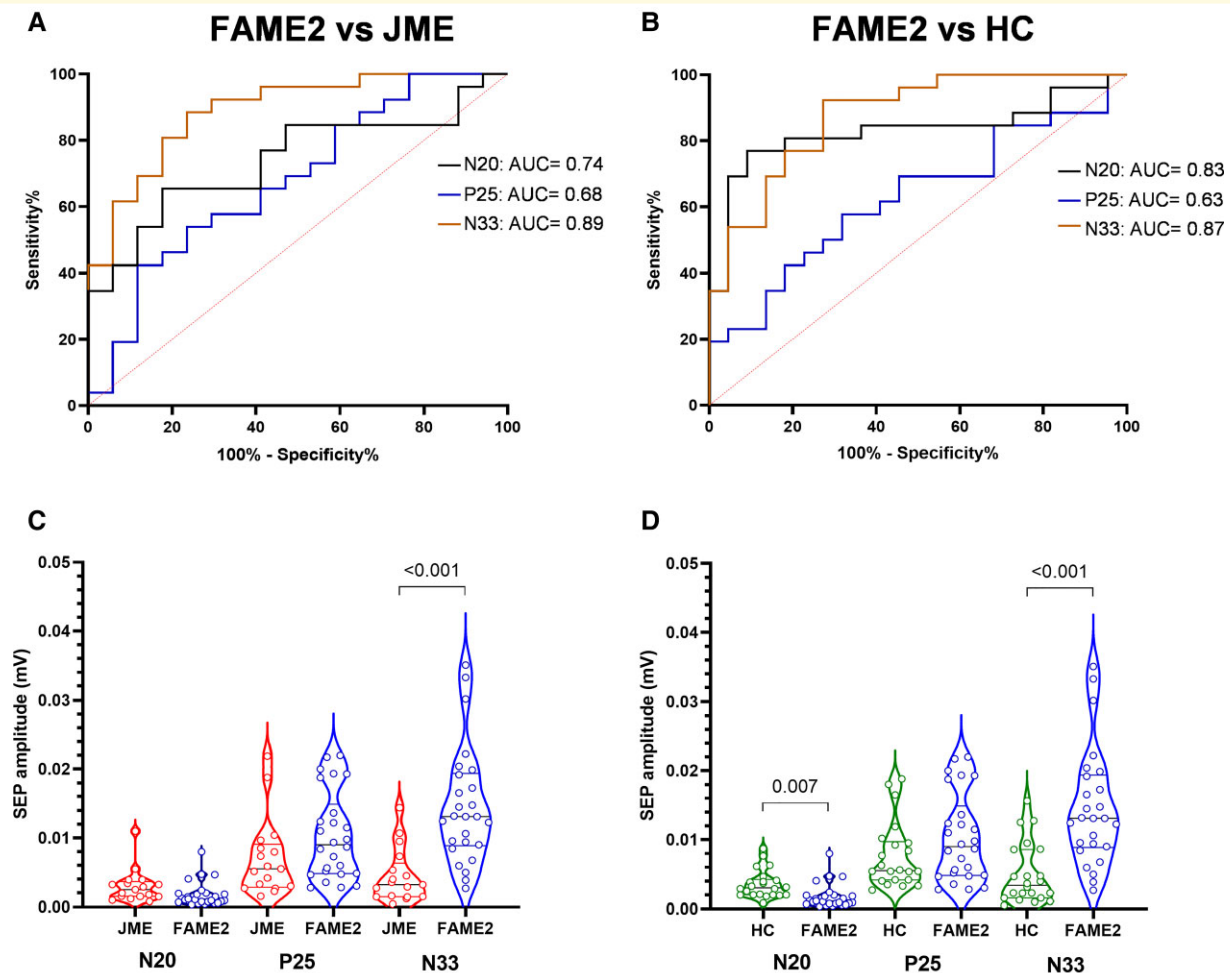 A
FAME2 vs JME
100
80
60
40
20
0
Sensitivity%
N20: AUC= 0.74
P25: AUC= 0.68
N33: AUC= 0.89
0 20 40 60 80 100
100% - Specificity%
B
FAME2 vs HC
100
80
60
40
20
0
Sensitivity%
N20: AUC= 0.83
P25: AUC= 0.63
N33: AUC= 0.87
0 20 40 60 80 100
100% - Specificity%
C
0.05
0.04
0.03
0.02
0.01
0.00
SEP amplitude (mV)
<0.001
JME FAME2 JME FAME2 JME FAME2
N20 P25 N33
D
0.05
0.04
0.03
0.02
0.01
0.00
SEP amplitude (mV)
0.007
<0.001
HC FAME2 HC FAME2 HC FAME2
N20 P25 N33